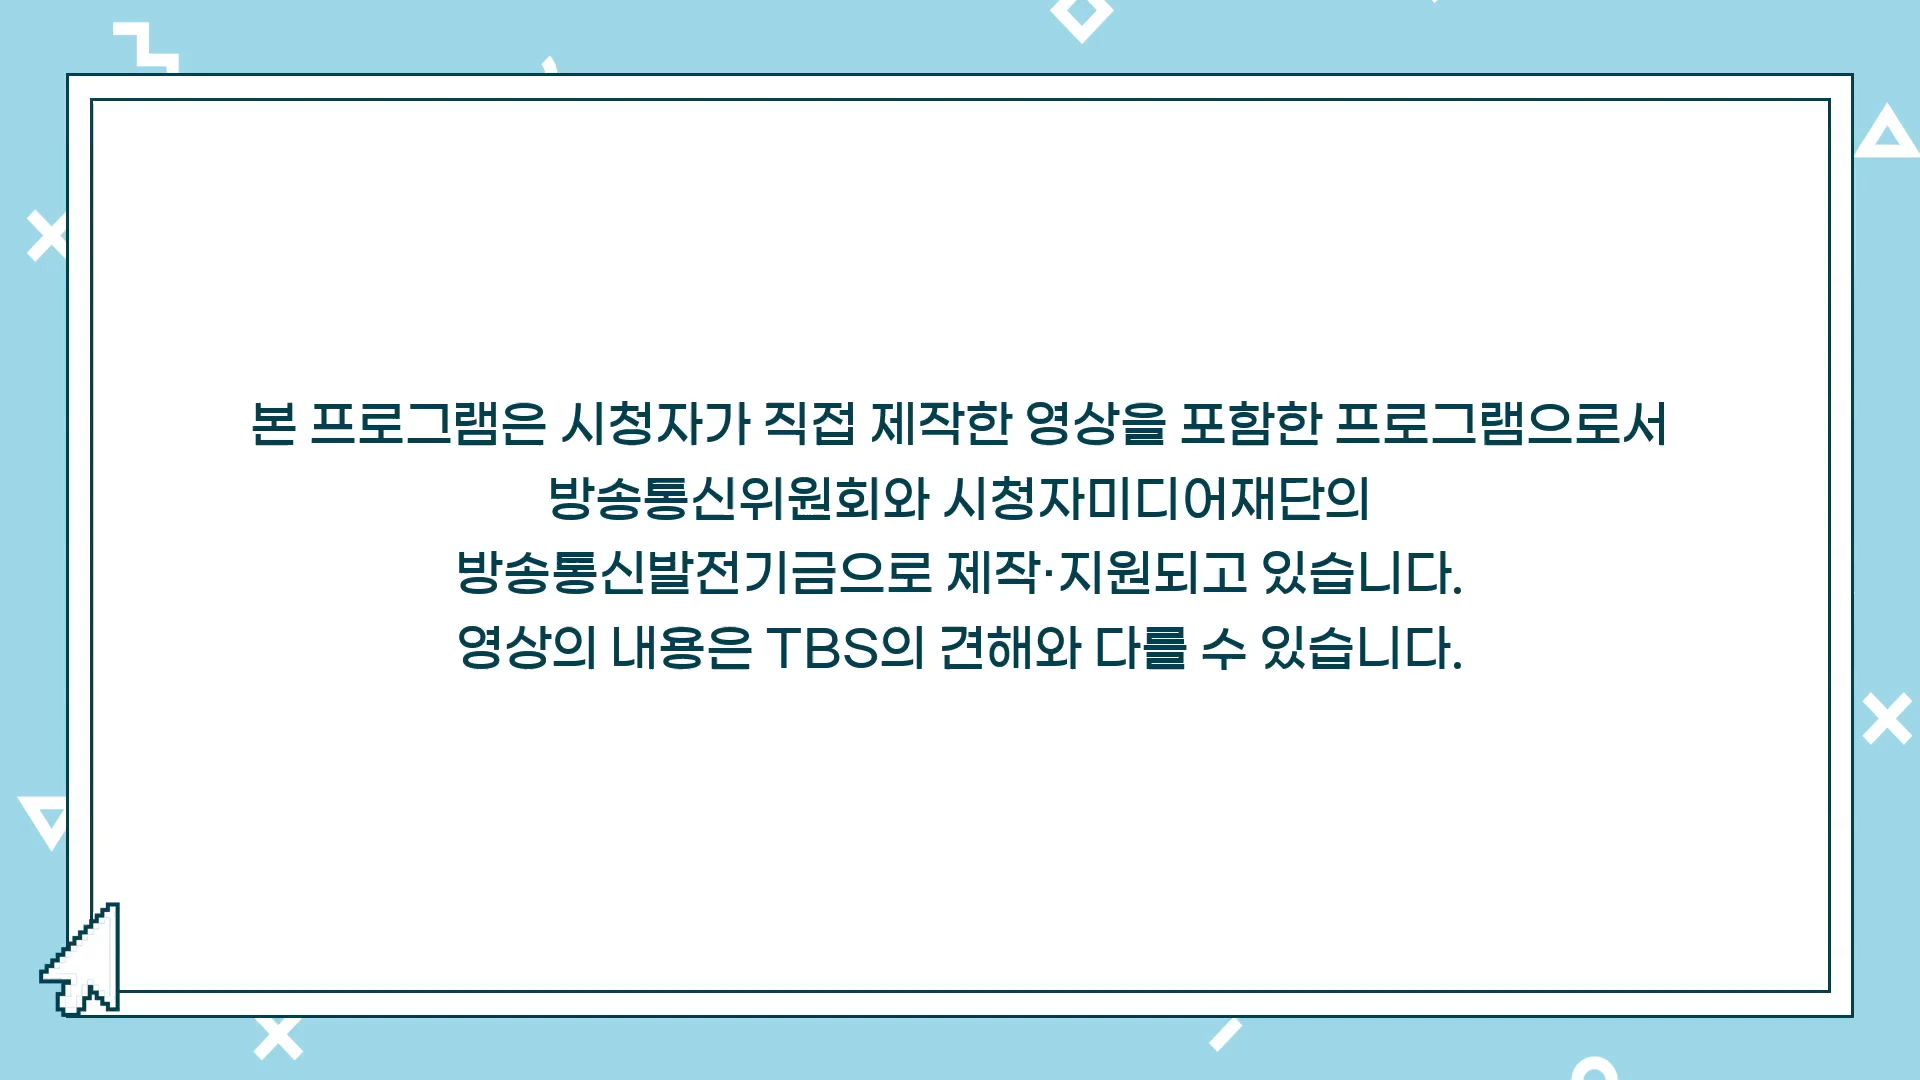 본 프로그램은 시청자가 직접 제작한 영상을 포함한 프로그램으로서
방송통신위원회와 시청자미디어재단의
방송통신발전기금으로 제작·지원되고 있습니다.
영상의 내용은 TBS의 견해와 다를 수 있습니다.